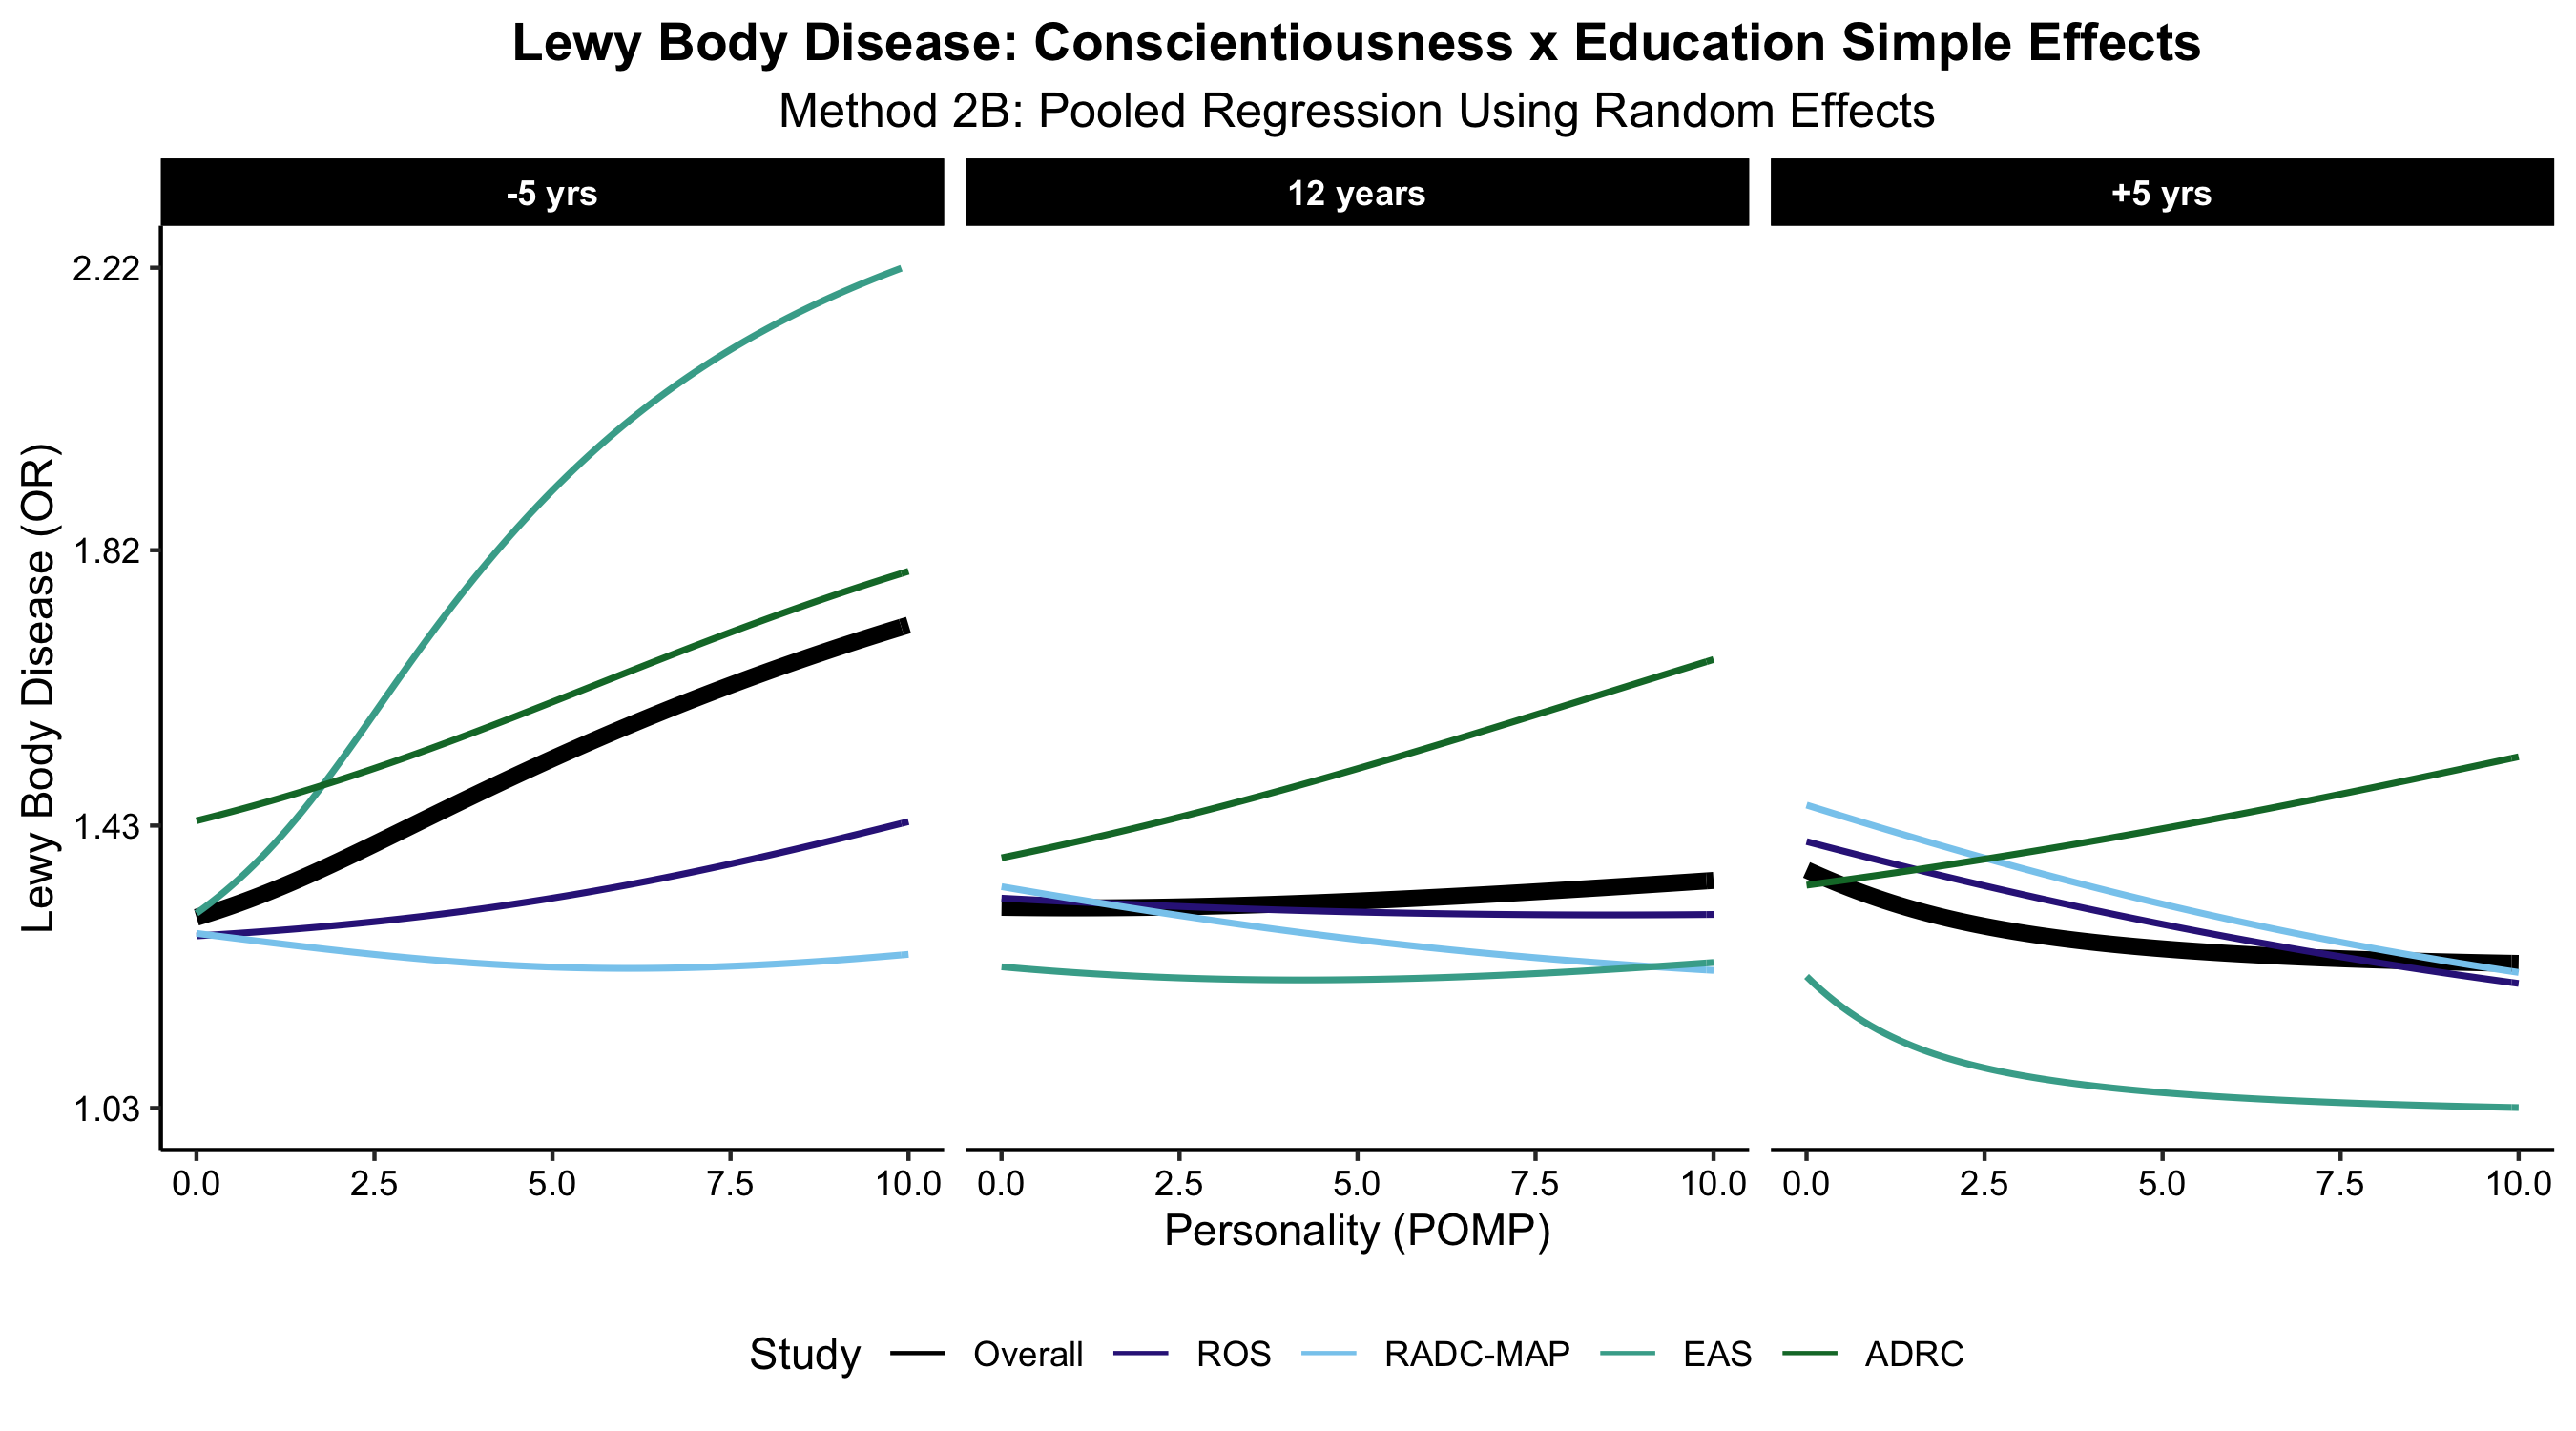 Lewy Body Disease: Conscientiousness x Education Simple Effects
Method 2B: Pooled Regression Using Random Effects
-5 yrs 12 years +5 yrs
Lewy Body Disease (OR)
2.22
1.82
1.43
1.03
0.0 2.5 5.0 7.5 10.0 0.0 2.5 5.0 7.5 10.0 0.0 2.5 5.0 7.5 10.0
Personality (POMP)
Study Overall ROS RADC-MAP EAS ADRC